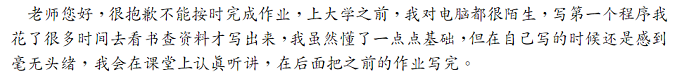 老师您好，很抱歉不能按时完成作业，上大学之前，我对电脑都很陌生，写第一个程序我
花了很多时间去看书查资料才写出来，我虽然懂了一点点基础，但在自己写的时候还是感到
毫无头绪，我会在课堂上认真听讲，在后面把之前的作业写完。